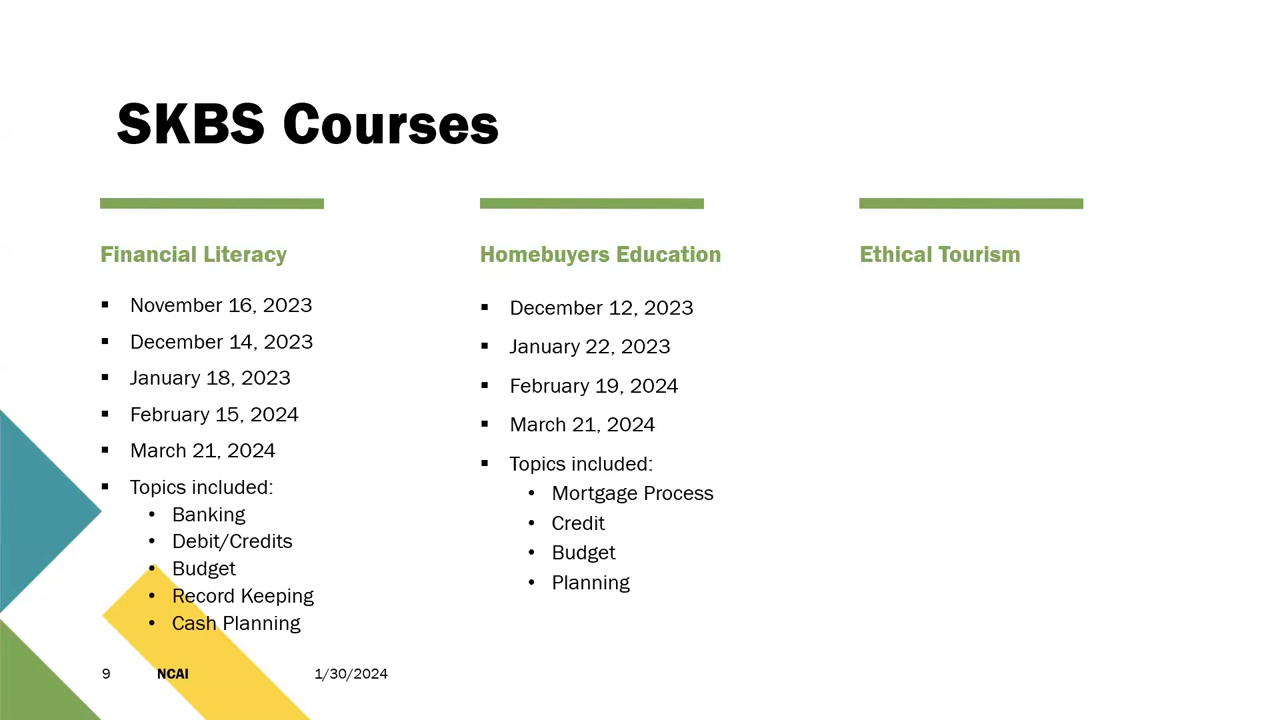 SKBS Courses
Financial Literacy
November 16, 2023
December 14, 2023
January 18, 2023
February 15, 2024
March 21, 2024
Topics included:
Banking
Debit/Credits
Budget
Record Keeping
Cash Planning
Homebuyers Education
December 12, 2023
January 22, 2023
February 19, 2024
March 21, 2024
Topics included:
Mortgage Process
Credit
Budget
Planning
Ethical Tourism
9 NCAI 1/30/2024